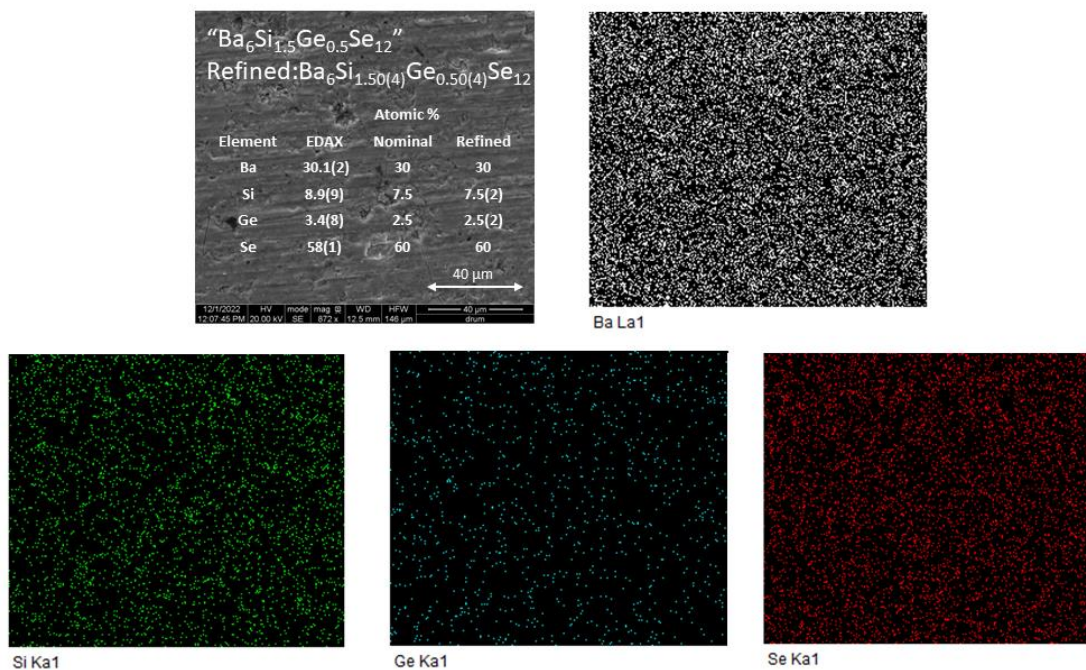 “Ba₆Si₁.₅Ge₀.₅Se₁₂”
Refined:Ba₆Si₁.₅₀₍₄₎Ge₀.₅₀₍₄₎Se₁₂
Atomic %
Element EDAX Nominal Refined
Ba 30.1(2) 30 30
Si 8.9(9) 7.5 7.5(2)
Ge 3.4(8) 2.5 2.5(2)
Se 58(1) 60 60
40 µm
12/1/2022 HV mode mag WD HFW 40 µm
12:07:45 PM 20.00 kV SE 872 x 12.5 mm 146 µm drum
Ba La1
Si Ka1
Ge Ka1
Se Ka1